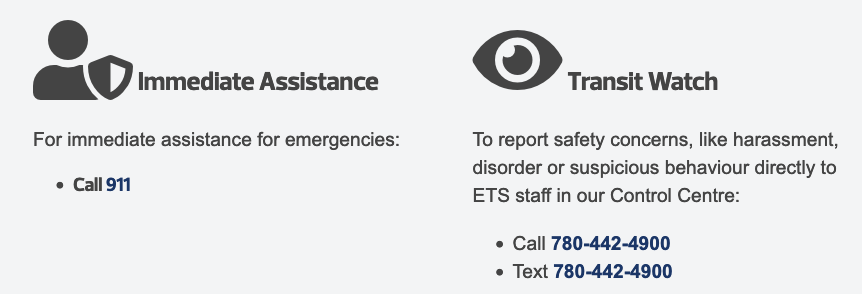 Immediate Assistance
For immediate assistance for emergencies:
• Call 911
Transit Watch
To report safety concerns, like harassment,
disorder or suspicious behaviour directly to
ETS staff in our Control Centre:
• Call 780-442-4900
• Text 780-442-4900